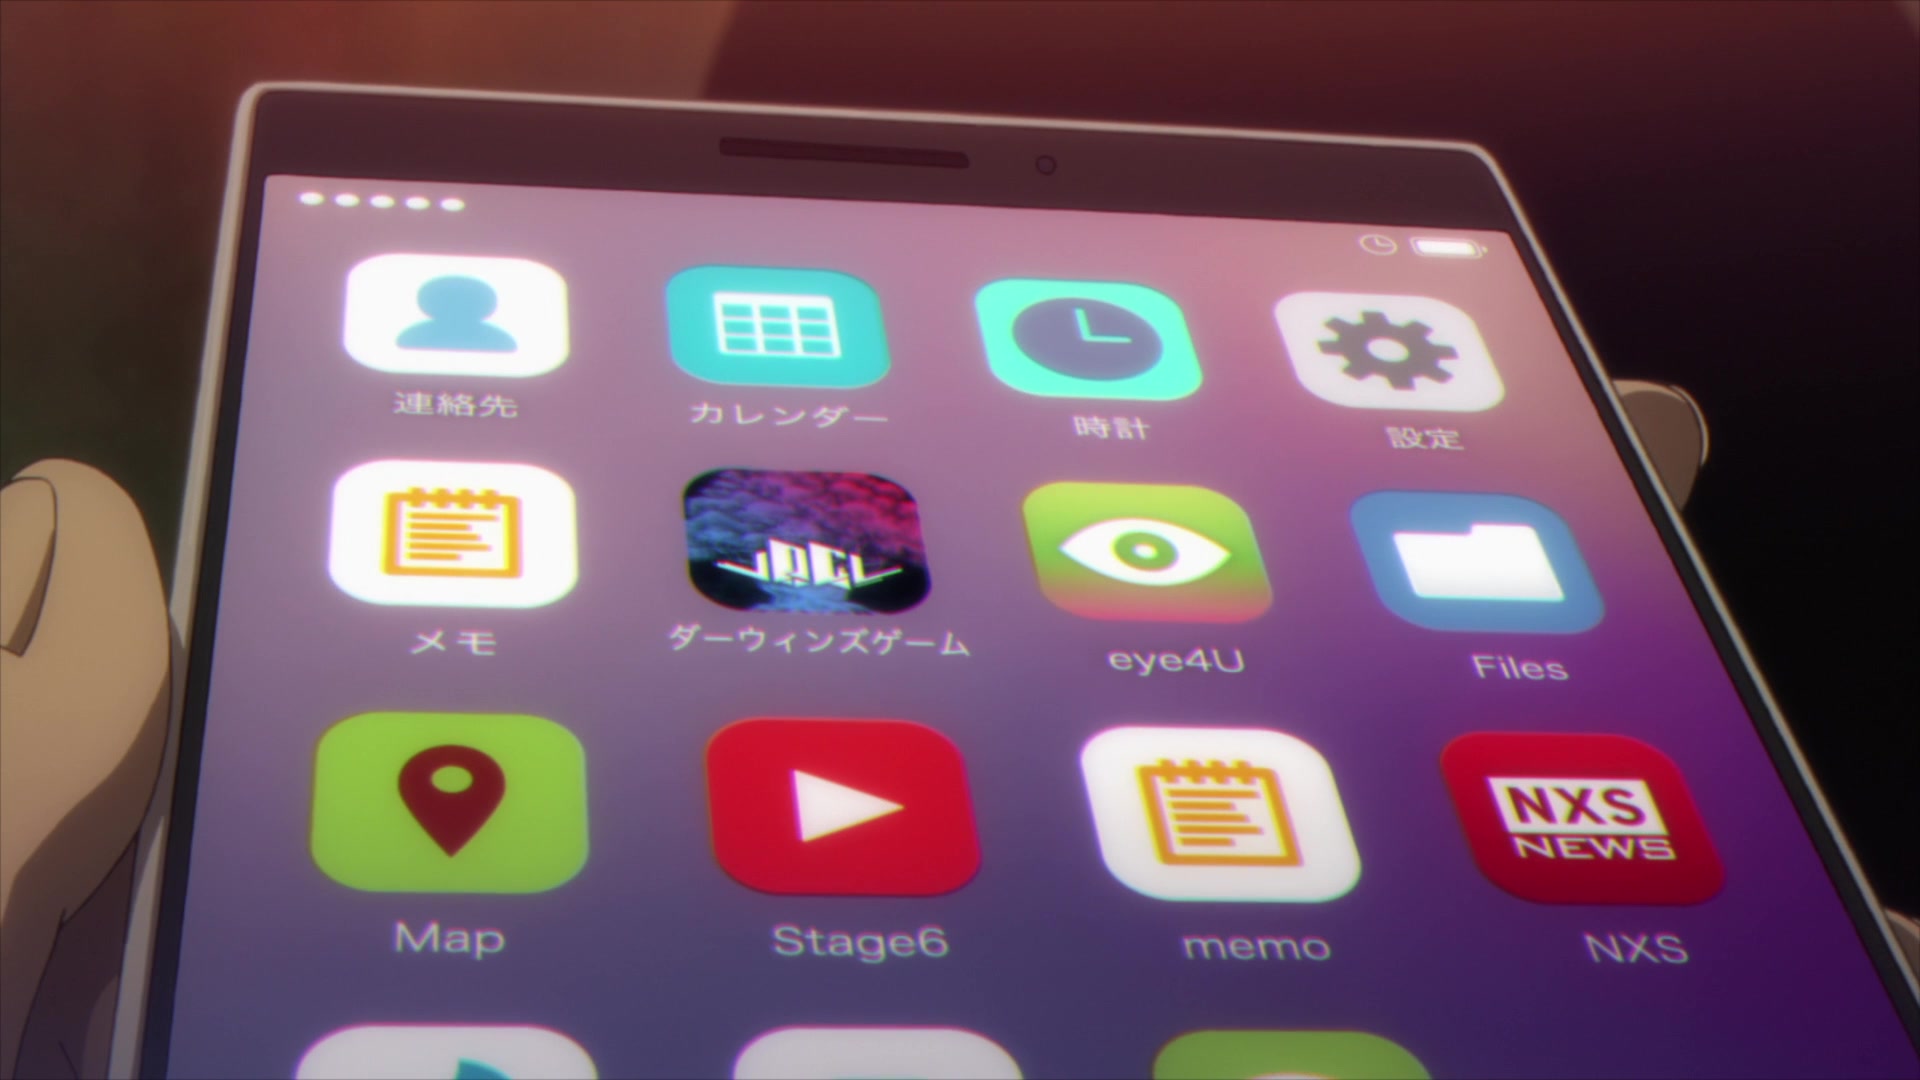 連絡先
カレンダー
時計
設定
メモ
ダーウィンズゲーム
eye4U
Files
Map
Stage6
memo
NXS
NEWS
NXS